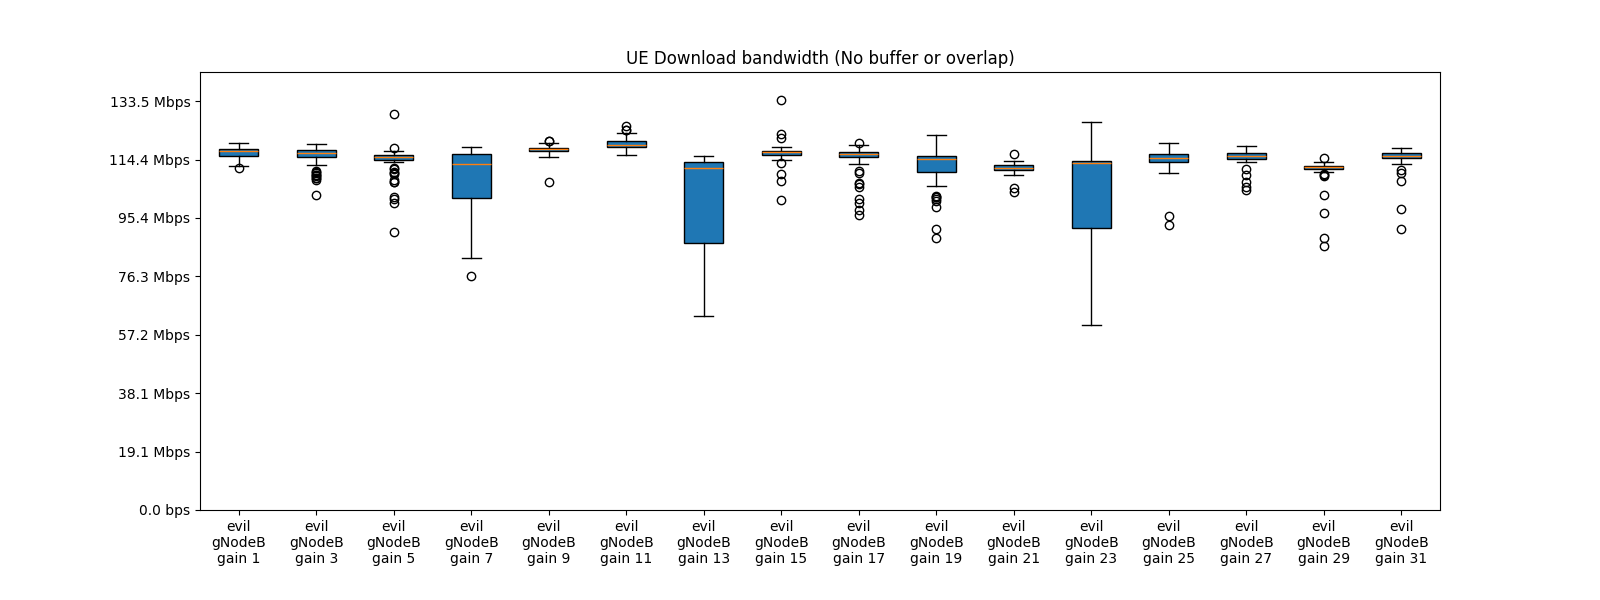 UE Download bandwidth (No buffer or overlap)
133.5 Mbps
114.4 Mbps
95.4 Mbps
76.3 Mbps
57.2 Mbps
38.1 Mbps
19.1 Mbps
0.0 bps
evil gNodeB gain 1
evil gNodeB gain 3
evil gNodeB gain 5
evil gNodeB gain 7
evil gNodeB gain 9
evil gNodeB gain 11
evil gNodeB gain 13
evil gNodeB gain 15
evil gNodeB gain 17
evil gNodeB gain 19
evil gNodeB gain 21
evil gNodeB gain 23
evil gNodeB gain 25
evil gNodeB gain 27
evil gNodeB gain 29
evil gNodeB gain 31